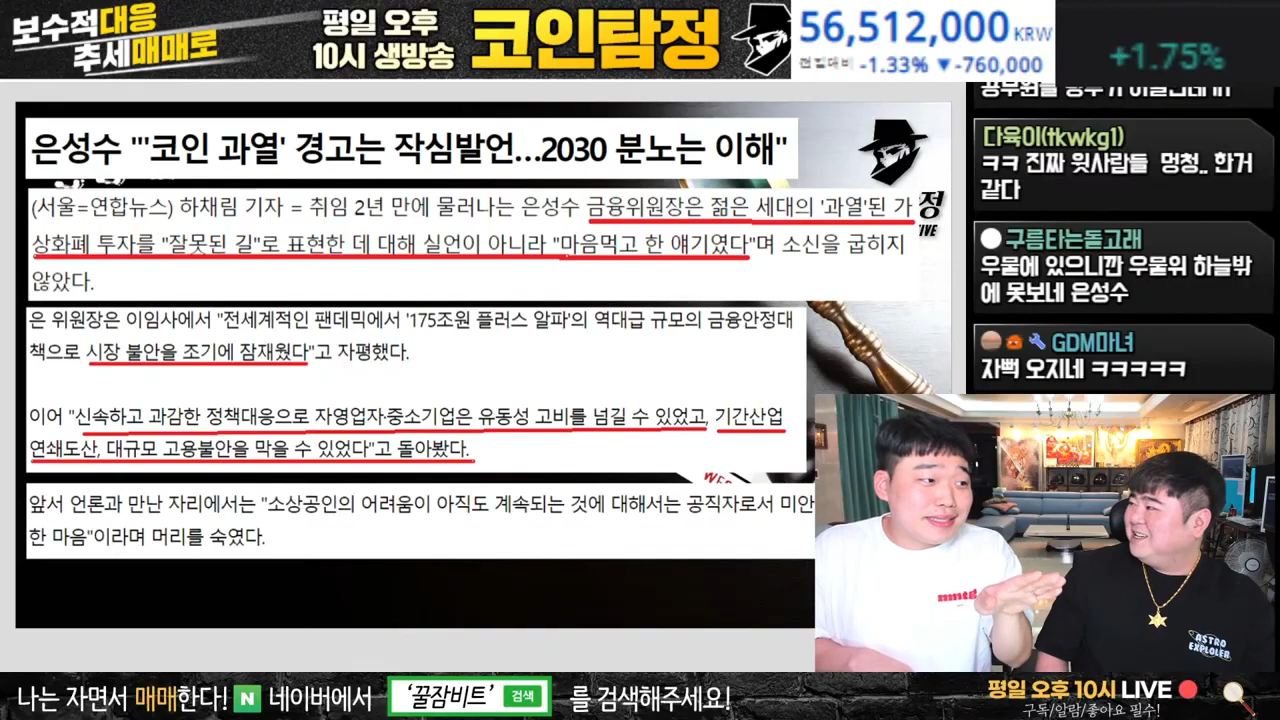 보수적대응
추세매매로
평일 오후
10시 생방송
코인탐정
56,512,000 KRW
전일대비 -1.33% ▼-760,000
+1.75%
은성수 "'코인 과열' 경고는 작심발언...2030 분노는 이해"
(서울=연합뉴스) 하채림 기자 = 취임 2년 만에 물러나는 은성수 금융위원장은 젊은 세대의 '과열'된 가
상화폐 투자를 "잘못된 길"로 표현한 데 대해 실언이 아니라 "마음먹고 한 얘기였다"며 소신을 굽히지
않았다.
은 위원장은 이임사에서 "전세계적인 팬데믹에서 '175조원 플러스 알파'의 역대급 규모의 금융안정대
책으로 시장 불안을 조기에 잠재웠다"고 자평했다.
이어 "신속하고 과감한 정책대응으로 자영업자·중소기업은 유동성 고비를 넘길 수 있었고, 기간산업
연쇄도산, 대규모 고용불안을 막을 수 있었다"고 돌아봤다.
앞서 언론과 만난 자리에서는 "소상공인의 어려움이 아직도 계속되는 것에 대해서는 공직자로서 미안
한 마음"이라며 머리를 숙였다.
정
IVE
다육이(tkwkg1)
ㅋㅋ 진짜 윗사람들 멍청.. 한거
같다
구름타는돌고래
우물에 있으니깐 우물위 하늘밖
에 못보네 은성수
GDM마녀
자뻑 오지네 ㅋㅋㅋㅋㅋ
nmtg
ASTRO
EXPLOLER
나는 자면서 매매한다! N 네이버에서 '꿀잠비트' 검색 를 검색해주세요!
평일 오후 10시 LIVE
구독/알람/좋아요 필수!